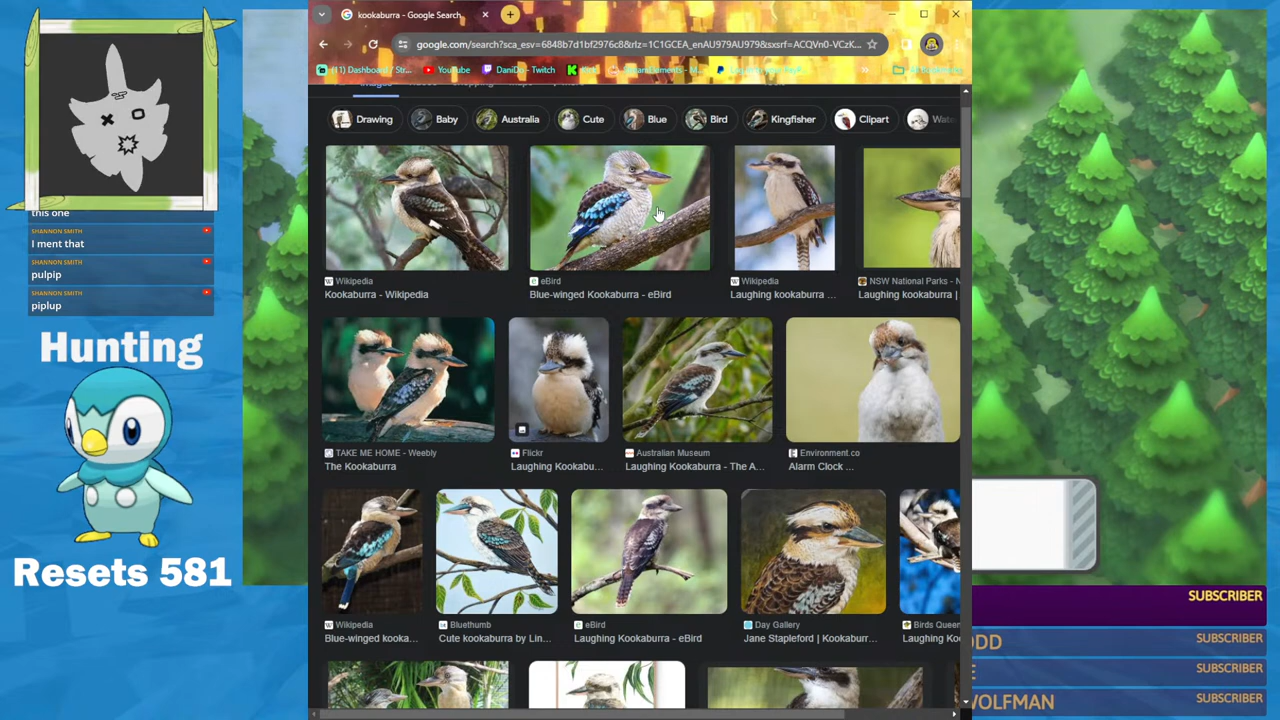 kookaburra - Google Search
google.com/search?sca_esv=6848b7d1bf2976c8&rlz=1C1GCEA_enAU979AU979&sxsrf=ACQVn0-VCzK...
(11) Dashboard / Str...
YouTube
DaniDo - Twitch
Drawing
Baby
Australia
Cute
Blue
Bird
Kingfisher
Clipart
Wat
Wikipedia
Kookaburra - Wikipedia
eBird
Blue-winged Kookaburra - eBird
Wikipedia
Laughing kookaburra ...
NSW National Parks -
Laughing kookaburra |
TAKE ME HOME - Weebly
The Kookaburra
Flickr
Laughing Kookabu...
Australian Museum
Laughing Kookaburra - The A...
Environment.co
Alarm Clock ...
Wikipedia
Blue-winged kooka...
Bluethumb
Cute kookaburra by Lin...
eBird
Laughing Kookaburra - eBird
Day Gallery
Jane Stapleford | Kookaburr...
Birds Queen
Laughing Ko
this one
SHANNON SMITH
I ment that
SHANNON SMITH
pulpip
SHANNON SMITH
piplup
Hunting
Resets 581
SUBSCRIBER
DD
SUBSCRIBER
E
SUBSCRIBER
WOLFMAN
SUBSCRIBER